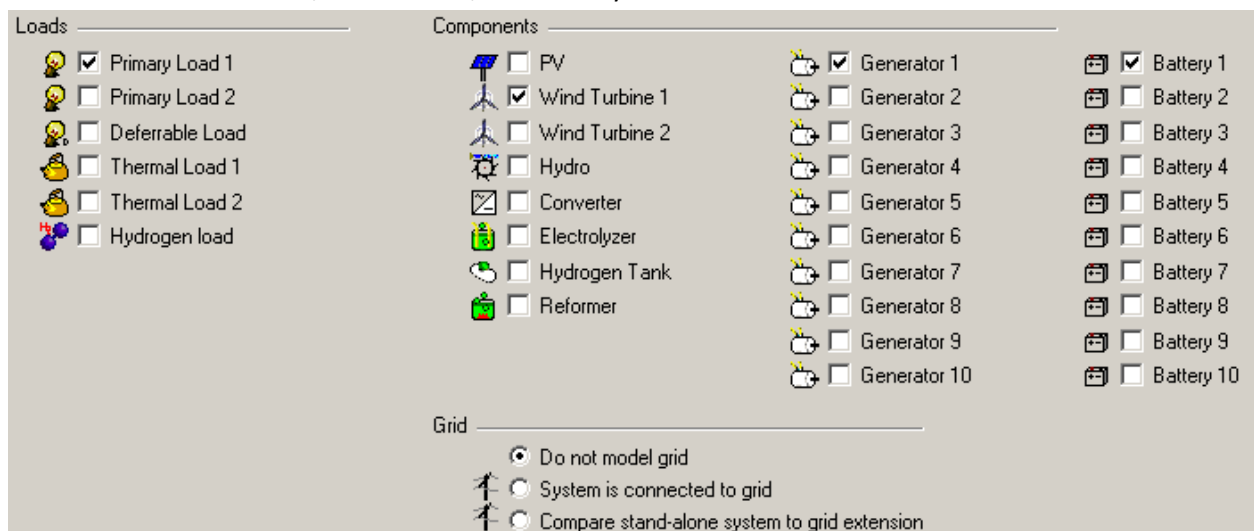 Loads
Primary Load 1
Primary Load 2
Deferrable Load
Thermal Load 1
Thermal Load 2
Hydrogen load
Components
PV
Wind Turbine 1
Wind Turbine 2
Hydro
Converter
Electrolyzer
Hydrogen Tank
Reformer
Generator 1
Generator 2
Generator 3
Generator 4
Generator 5
Generator 6
Generator 7
Generator 8
Generator 9
Generator 10
Battery 1
Battery 2
Battery 3
Battery 4
Battery 5
Battery 6
Battery 7
Battery 8
Battery 9
Battery 10
Grid
Do not model grid
System is connected to grid
Compare stand-alone system to grid extension